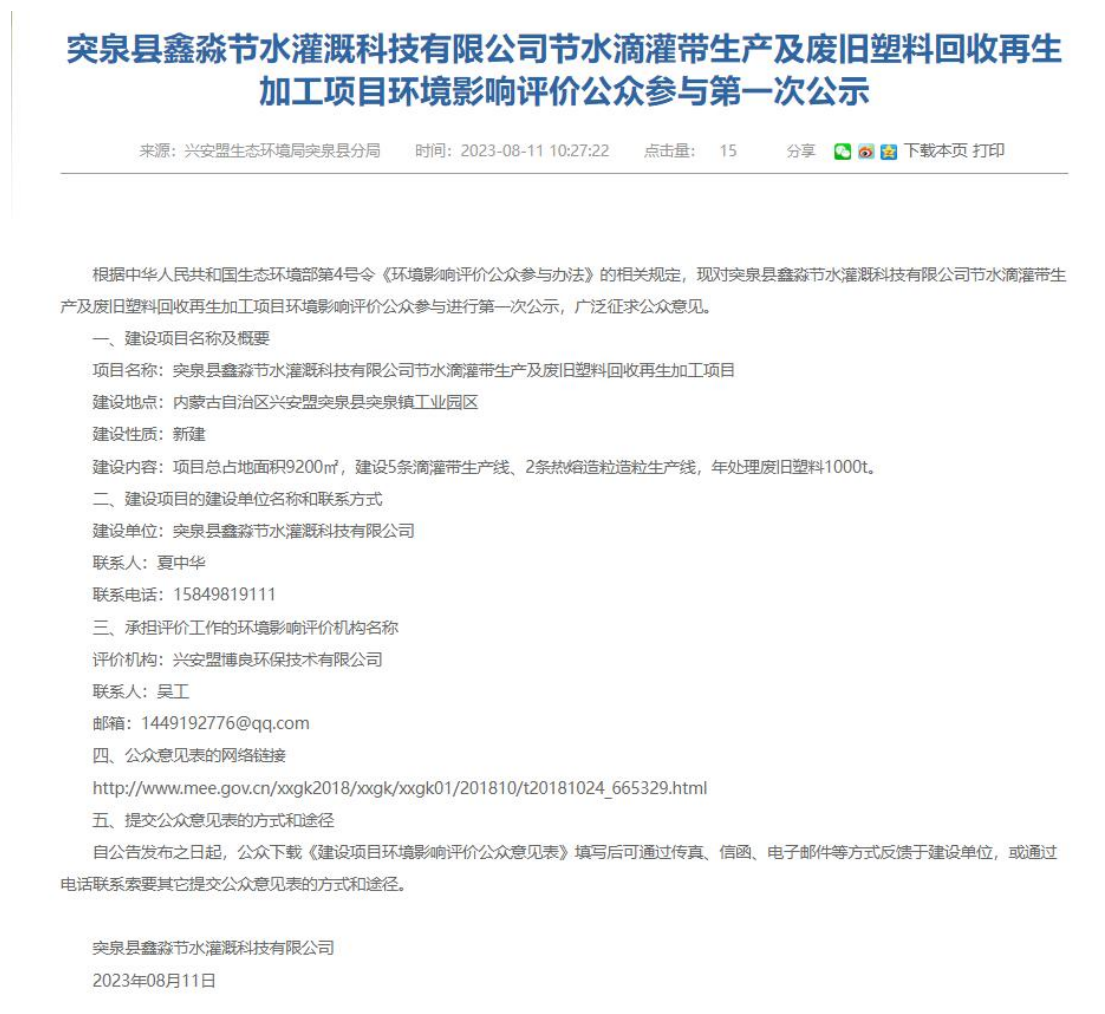 突泉县鑫淼节水灌溉科技有限公司节水滴灌带生产及废旧塑料回收再生
加工项目环境影响评价公众参与第一次公示
来源：兴安盟生态环境局突泉县分局 时间：2023-08-11 10:27:22 点击量： 15 分享 下载本页 打印
根据中华人民共和国生态环境部第4号令《环境影响评价公众参与办法》的相关规定，现对突泉县鑫淼节水灌溉科技有限公司节水滴灌带生
产及废旧塑料回收再生加工项目环境影响评价公众参与进行第一次公示，广泛征求公众意见。
一、建设项目名称及概要
项目名称：突泉县鑫淼节水灌溉科技有限公司节水滴灌带生产及废旧塑料回收再生加工项目
建设地点：内蒙古自治区兴安盟突泉县突泉镇工业园区
建设性质：新建
建设内容：项目总占地面积9200㎡，建设5条滴灌带生产线、2条热熔造粒造粒生产线，年处理废旧塑料1000t。
二、建设项目的建设单位名称和联系方式
建设单位：突泉县鑫淼节水灌溉科技有限公司
联系人：夏中华
联系电话：15849819111
三、承担评价工作的环境影响评价机构名称
评价机构：兴安盟博良环保技术有限公司
联系人：吴工
邮箱：1449192776@qq.com
四、公众意见表的网络链接
http://www.mee.gov.cn/xxgk2018/xxgk/xxgk01/201810/t20181024_665329.html
五、提交公众意见表的方式和途径
自公告发布之日起，公众下载《建设项目环境影响评价公众意见表》填写后可通过传真、信函、电子邮件等方式反馈于建设单位，或通过
电话联系索要其它提交公众意见表的方式和途径。
突泉县鑫淼节水灌溉科技有限公司
2023年08月11日